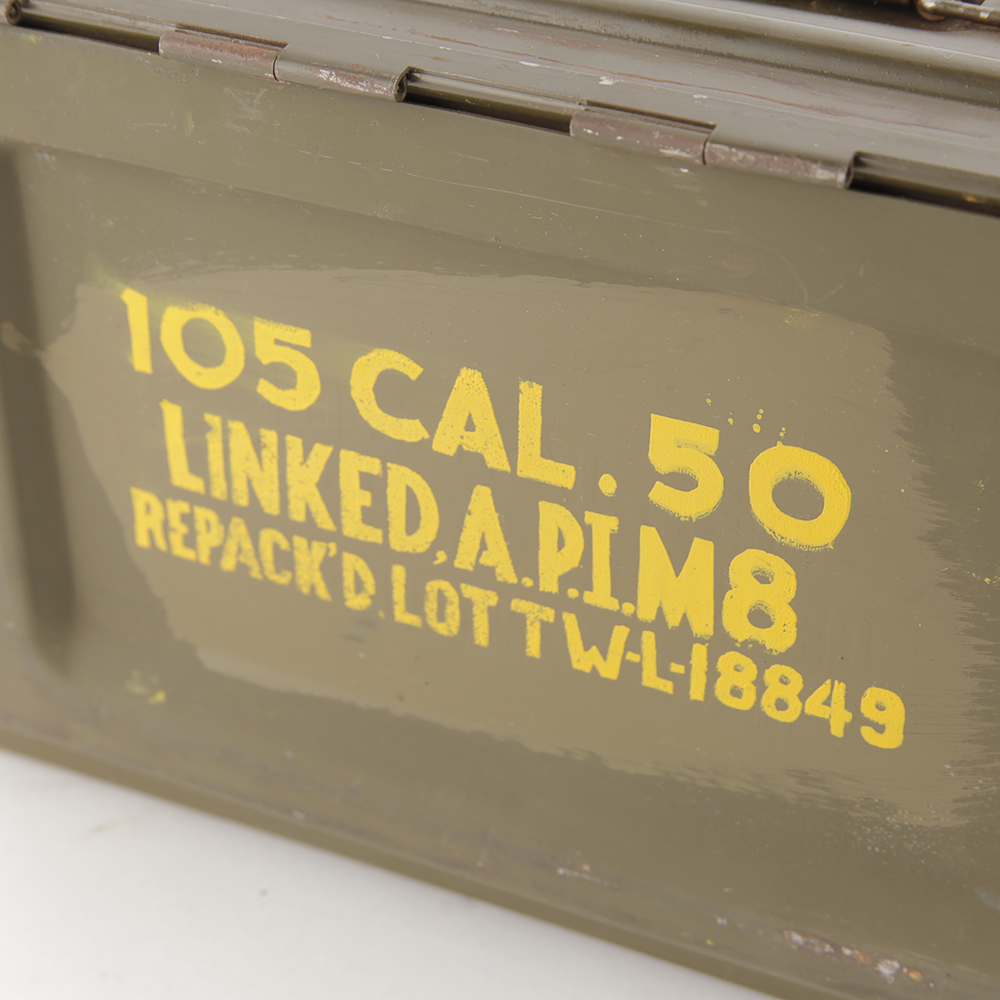 105 CAL. 50
LINKED, A.P.I. M8
REPACK'D. LOT TW-L-18849